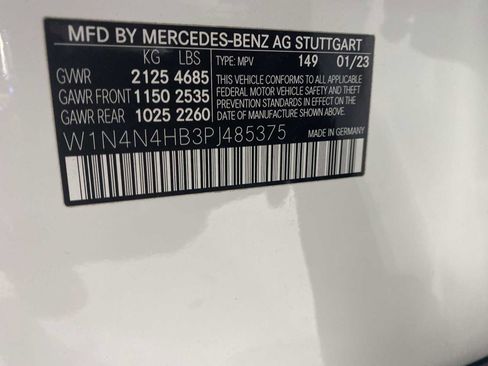 MFD BY MERCEDES-BENZ AG STUTTGART
KG LBS TYPE: MPV 149 01/23
GVWR 2125 4685
GAWR FRONT 1150 2535
GAWR REAR 1025 2260
THIS VEHICLE CONFORMS TO ALL APPLICABLE
FEDERAL MOTOR VEHICLE SAFETY AND THEFT
PREVENTION STANDARDS IN EFFECT ON THE
DATE OF MANUFACTURE SHOWN ABOVE.
W1N4N4HB3PJ485375 MADE IN GERMANY